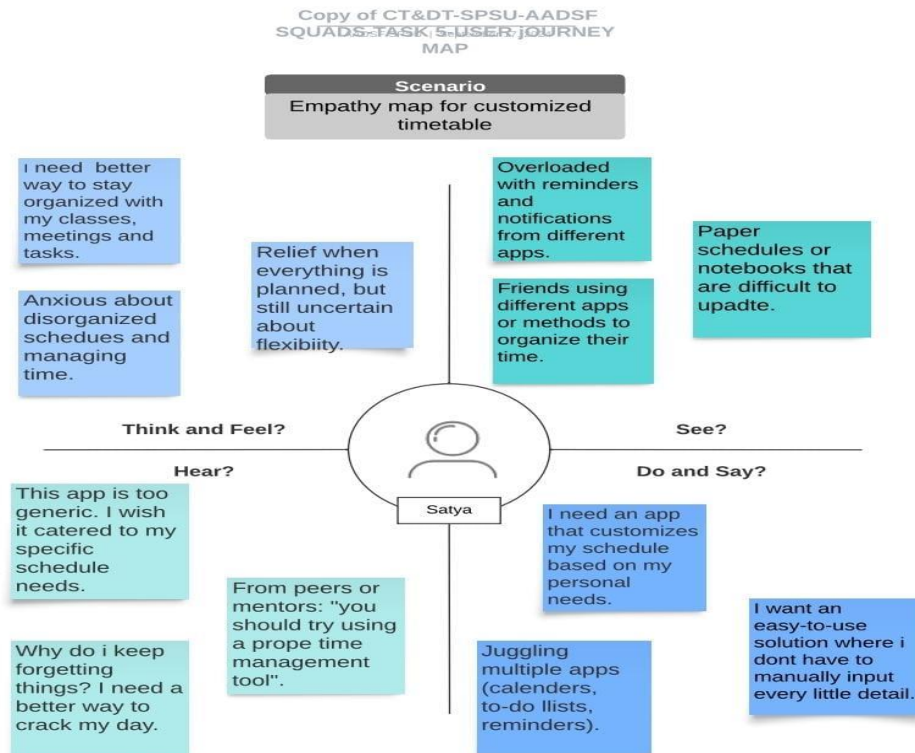 Copy of CT&DT-SPSU-AADSF
SQUADS-TASK 5-USER jOURNEY
MAP
Scenario
Empathy map for customized
timetable
I need better
way to stay
organized with
my classes,
meetings and
tasks.
Relief when
everything is
planned, but
still uncertain
about
flexibiity.
Anxious about
disorganized
schedues and
managing
time.
Overloaded
with reminders
and
notifications
from different
apps.
Paper
schedules or
notebooks that
are difficult to
upadte.
Friends using
different apps
or methods to
organize their
time.
Think and Feel?
See?
Hear?
Do and Say?
Satya
This app is too
generic. I wish
it catered to my
specific
schedule
needs.
From peers or
mentors: "you
should try using
a prope time
management
tool".
Why do i keep
forgetting
things? I need a
better way to
crack my day.
I need an app
that customizes
my schedule
based on my
personal
needs.
I want an
easy-to-use
solution where i
dont have to
manually input
every little detail.
Juggling
multiple apps
(calenders,
to-do llists,
reminders).